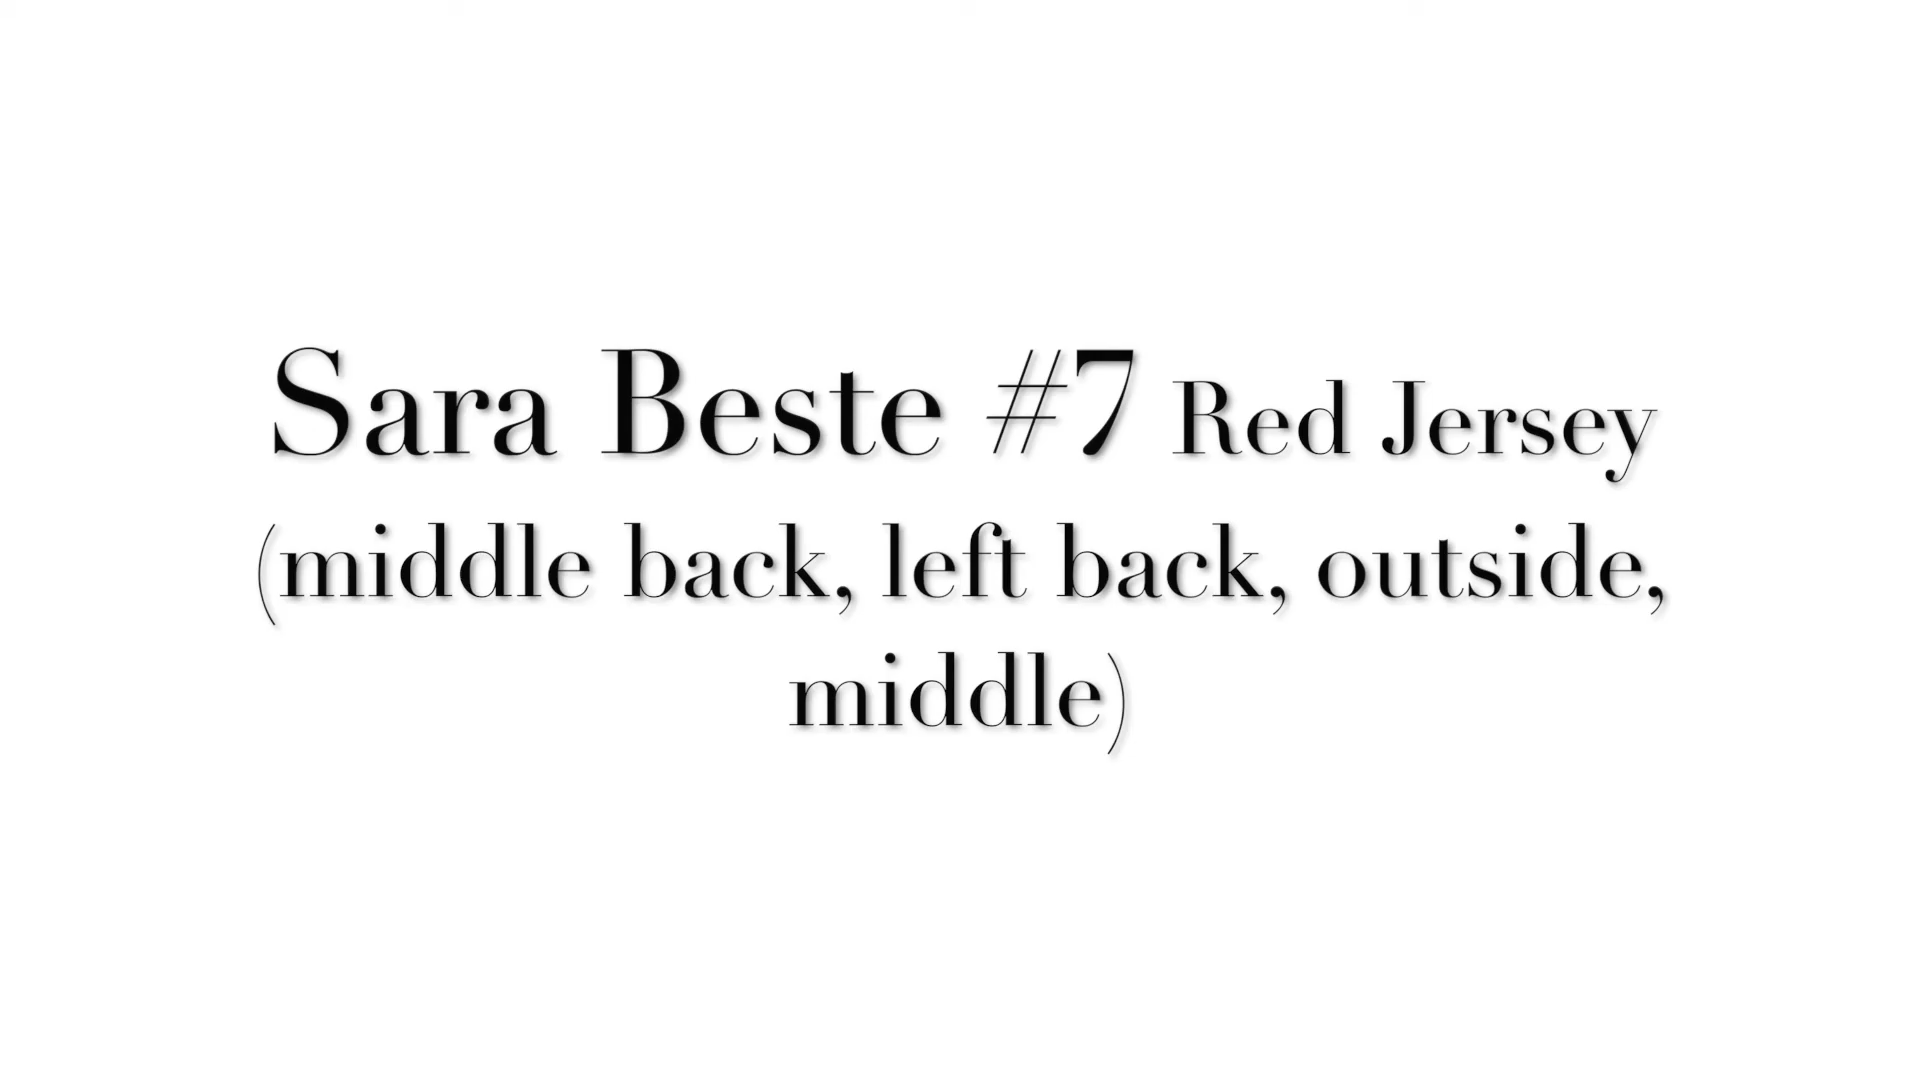 Sara Beste #7 Red Jersey
(middle back, left back, outside,
middle)